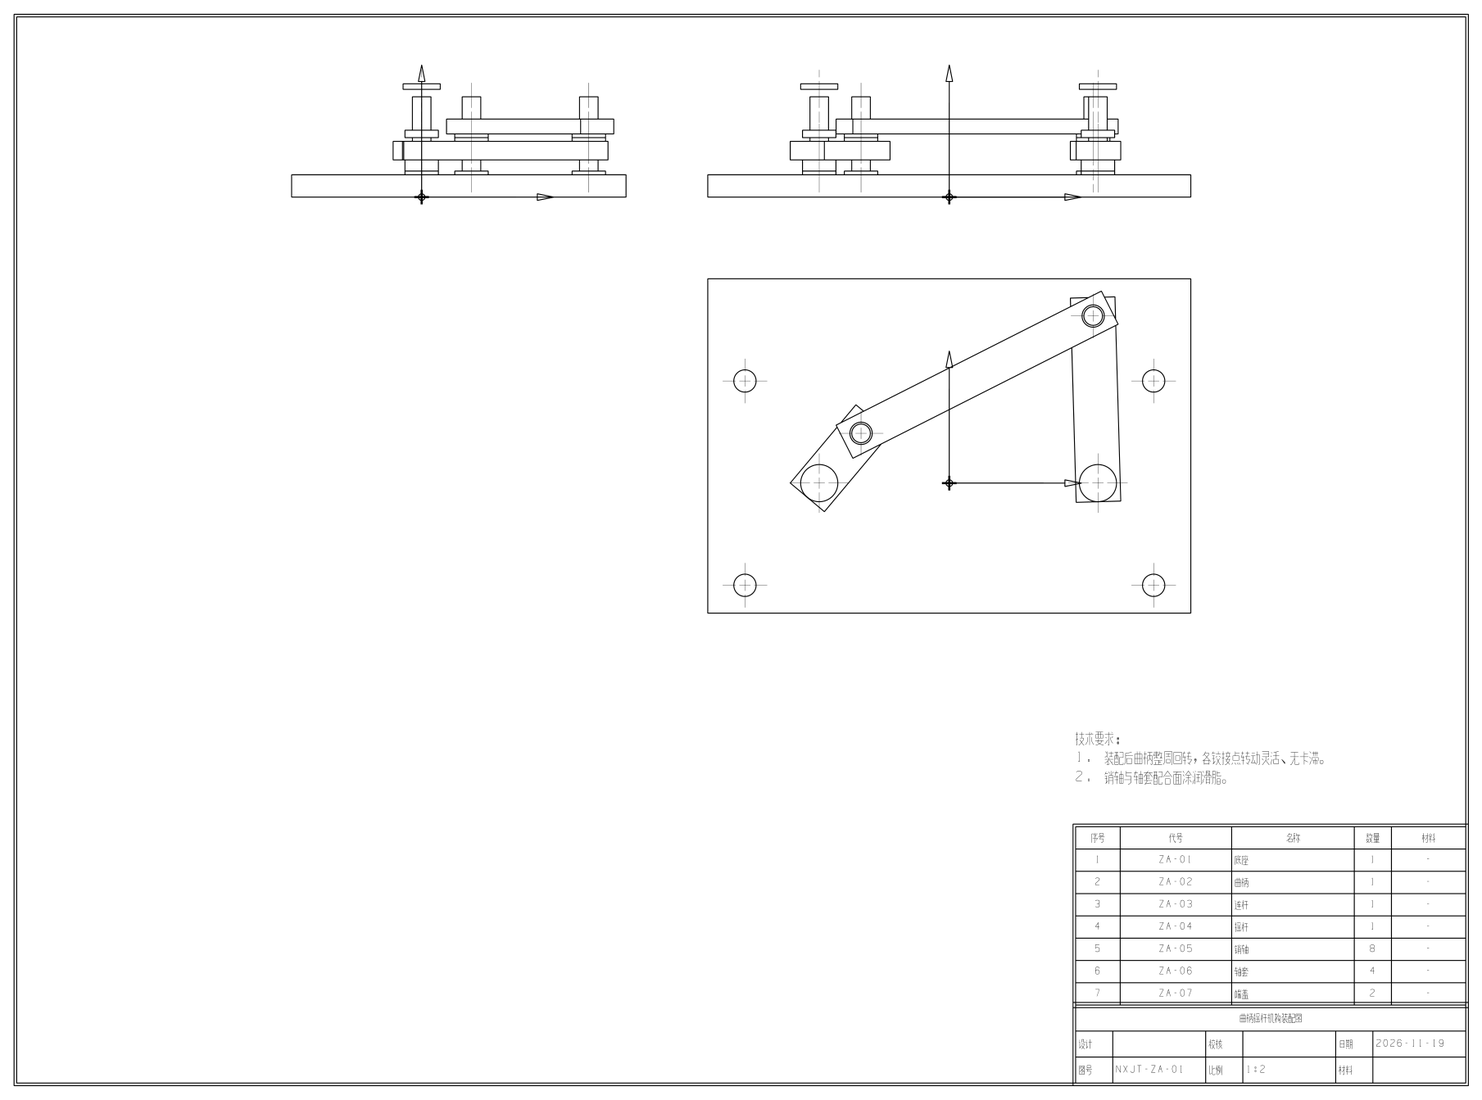 技术要求：
1． 装配后曲柄整周回转，各铰接点转动灵活、无卡滞。
2． 销轴与轴套配合面涂润滑脂。
序号 代号 名称 数量 材料
1 ZA-01 底座 1 -
2 ZA-02 曲柄 1 -
3 ZA-03 连杆 1 -
4 ZA-04 摇杆 1 -
5 ZA-05 销轴 8 -
6 ZA-06 轴套 4 -
7 ZA-07 端盖 2 -
曲柄摇杆机构装配图
设计 校核 日期 2026-11-19
图号 NXJT-ZA-01 比例 1:2 材料